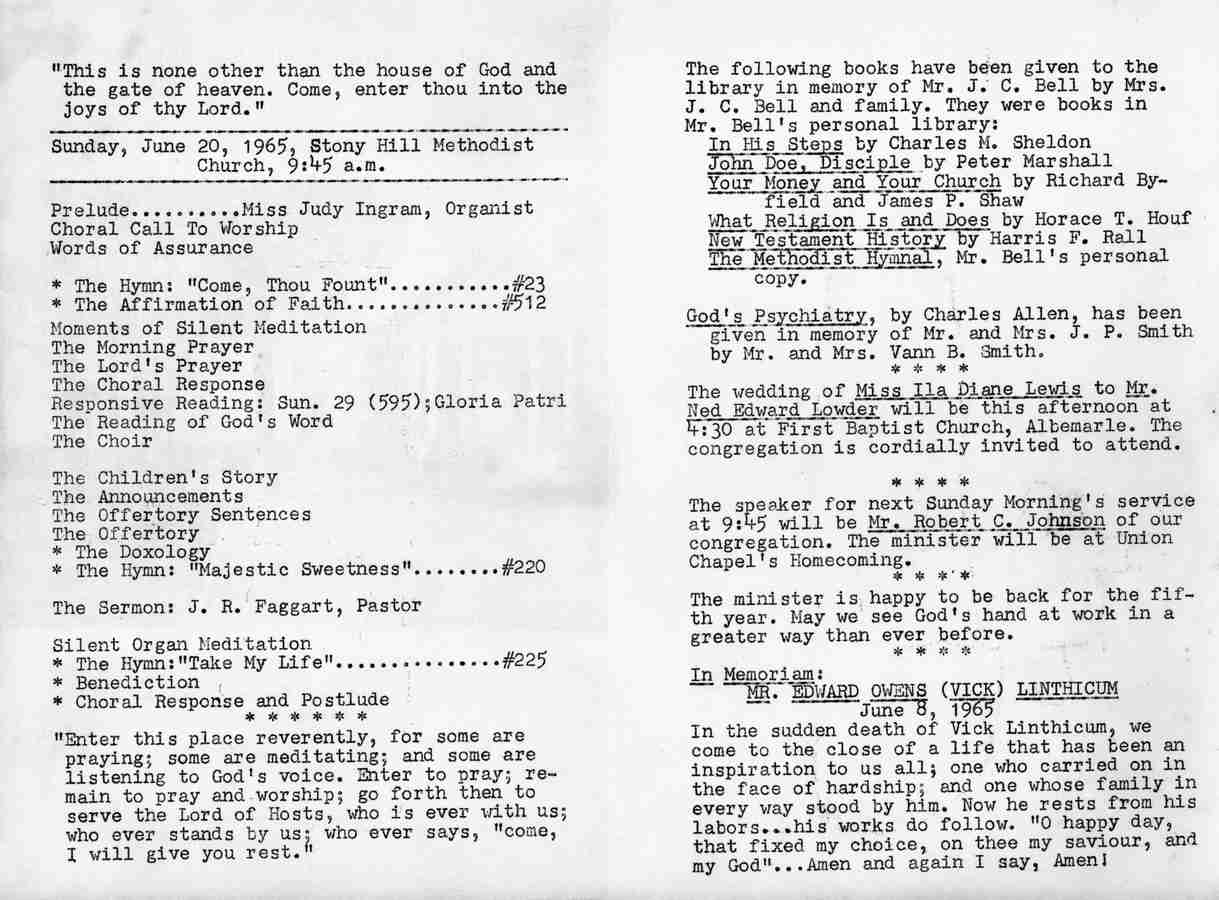 "This is none other than the house of God and
the gate of heaven. Come, enter thou into the
joys of thy Lord."
Sunday, June 20, 1965, Stony Hill Methodist
Church, 9:45 a.m.
Prelude..........Miss Judy Ingram, Organist
Choral Call To Worship
Words of Assurance
* The Hymn: "Come, Thou Fount"...........#23
* The Affirmation of Faith...............#512
Moments of Silent Meditation
The Morning Prayer
The Lord's Prayer
The Choral Response
Responsive Reading: Sun. 29 (595);Gloria Patri
The Reading of God's Word
The Choir
The Children's Story
The Announcements
The Offertory Sentences
The Offertory
* The Doxology
* The Hymn: "Majestic Sweetness"........#220
The Sermon: J. R. Faggart, Pastor
Silent Organ Meditation
* The Hymn:"Take My Life"................#225
* Benediction
* Choral Response and Postlude
* * * * * *
"Enter this place reverently, for some are
praying; some are meditating; and some are
listening to God's voice. Enter to pray; re-
main to pray and worship; go forth then to
serve the Lord of Hosts, who is ever with us;
who ever stands by us; who ever says, "come,
I will give you rest."
The following books have been given to the
library in memory of Mr. J. C. Bell by Mrs.
J. C. Bell and family. They were books in
Mr. Bell's personal library:
In His Steps by Charles M. Sheldon
John Doe, Disciple by Peter Marshall
Your Money and Your Church by Richard By-
field and James P. Shaw
What Religion Is and Does by Horace T. Houf
New Testament History by Harris F. Rall
The Methodist Hymnal, Mr. Bell's personal
copy.
God's Psychiatry, by Charles Allen, has been
given in memory of Mr. and Mrs. J. P. Smith
by Mr. and Mrs. Vann B. Smith.
* * * *
The wedding of Miss Ila Diane Lewis to Mr.
Ned Edward Lowder will be this afternoon at
4:30 at First Baptist Church, Albemarle. The
congregation is cordially invited to attend.
* * * *
The speaker for next Sunday Morning's service
at 9:45 will be Mr. Robert C. Johnson of our
congregation. The minister will be at Union
Chapel's Homecoming.
* * * *
The minister is happy to be back for the fif-
th year. May we see God's hand at work in a
greater way than ever before.
* * * *
In Memoriam:
MR. EDWARD OWENS (VICK) LINTHICUM
June 8, 1965
In the sudden death of Vick Linthicum, we
come to the close of a life that has been an
inspiration to us all; one who carried on in
the face of hardship; and one whose family in
every way stood by him. Now he rests from his
labors...his works do follow. "O happy day,
that fixed my choice, on thee my saviour, and
my God"...Amen and again I say, Amen!